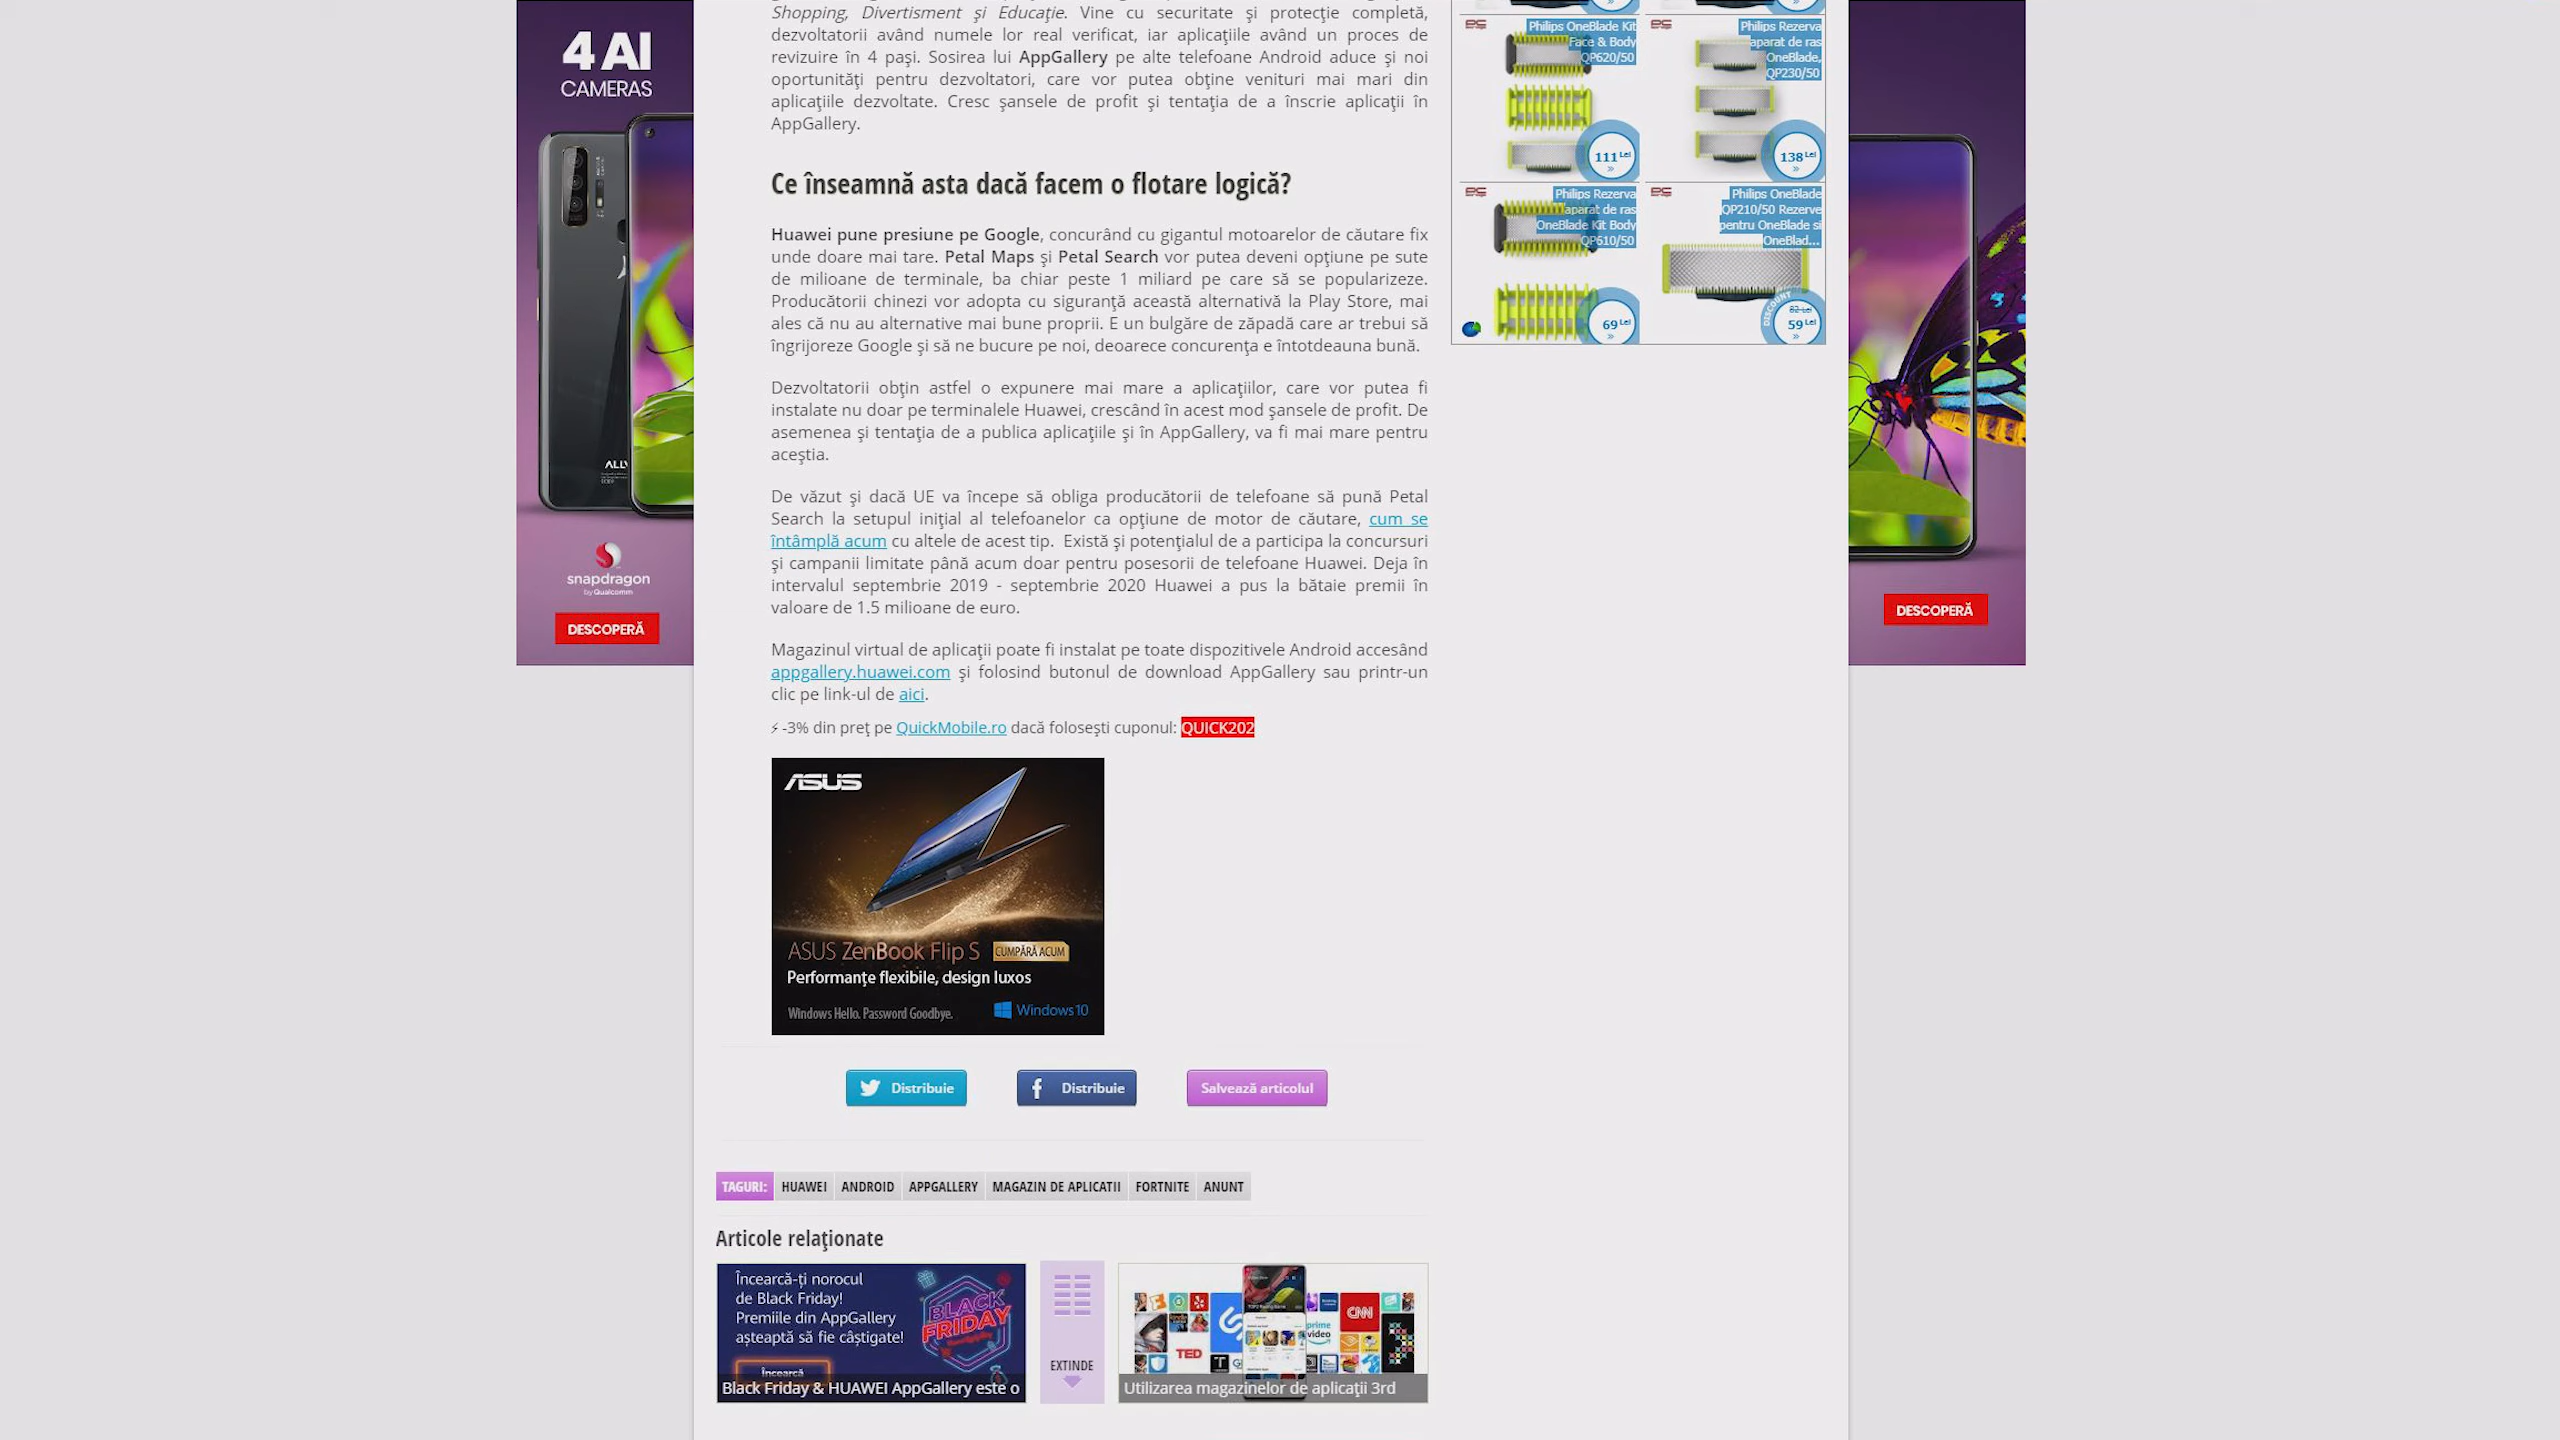 Shopping, Divertisment și Educație. Vine cu securitate și protecție completă,
dezvoltatorii având numele lor real verificat, iar aplicațiile având un proces de
revizuire în 4 pași. Sosirea lui AppGallery pe alte telefoane Android aduce și noi
oportunități pentru dezvoltatori, care vor putea obține venituri mai mari din
aplicațiile dezvoltate. Cresc șansele de profit și tentația de a înscrie aplicații în
AppGallery.
Ce înseamnă asta dacă facem o flotare logică?
Huawei pune presiune pe Google, concurând cu gigantul motoarelor de căutare fix
unde doare mai tare. Petal Maps și Petal Search vor putea deveni opțiune pe sute
de milioane de terminale, ba chiar peste 1 miliard pe care să se popularizeze.
Producătorii chinezi vor adopta cu siguranță această alternativă la Play Store, mai
ales că nu au alternative mai bune proprii. E un bulgăre de zăpadă care ar trebui să
îngrijoreze Google și să ne bucure pe noi, deoarece concurența e întotdeauna bună.
Dezvoltatorii obțin astfel o expunere mai mare a aplicațiilor, care vor putea fi
instalate nu doar pe terminalele Huawei, crescând în acest mod șansele de profit. De
asemenea și tentația de a publica aplicațiile și în AppGallery, va fi mai mare pentru
aceștia.
De văzut și dacă UE va începe să obliga producătorii de telefoane să pună Petal
Search la setupul inițial al telefoanelor ca opțiune de motor de căutare, cum se
întâmplă acum cu altele de acest tip. Există și potențialul de a participa la concursuri
și campanii limitate până acum doar pentru posesorii de telefoane Huawei. Deja în
intervalul septembrie 2019 - septembrie 2020 Huawei a pus la bătaie premii în
valoare de 1.5 milioane de euro.
Magazinul virtual de aplicații poate fi instalat pe toate dispozitivele Android accesând
appgallery.huawei.com și folosind butonul de download AppGallery sau printr-un
clic pe link-ul de aici.
⚡ -3% din preț pe QuickMobile.ro dacă folosești cuponul: QUICK202
ASUS
ASUS ZenBook Flip S CUMPĂRĂ ACUM
Performanțe flexibile, design luxos
Windows Hello. Password Goodbye. Windows 10
Distribuie Distribuie Salvează articolul
TAGURI: HUAWEI ANDROID APPGALLERY MAGAZIN DE APLICATII FORTNITE ANUNT
Articole relaționate
Încearcă-ți norocul
de Black Friday!
Premiile din AppGallery
așteaptă să fie câștigate!
Încearcă
BLACK
FRIDAY
Black Friday & HUAWEI AppGallery este o
EXTINDE
TED
CNN
prime
video
Utilizarea magazinelor de aplicații 3rd
4 AI
CAMERAS
ALLV
snapdragon
by Qualcomm
DESCOPERĂ
Philips OneBlade Kit
Face & Body
QP620/50
111 Lei
»
Philips Rezerva
aparat de ras
OneBlade,
QP230/50
138 Lei
»
Philips Rezerva
aparat de ras
OneBlade Kit Body
QP610/50
69 Lei
»
Philips OneBlade
QP210/50 Rezerve
pentru OneBlade si
OneBlad...
DISCOUNT
82 Lei
59 Lei
»
DESCOPERĂ